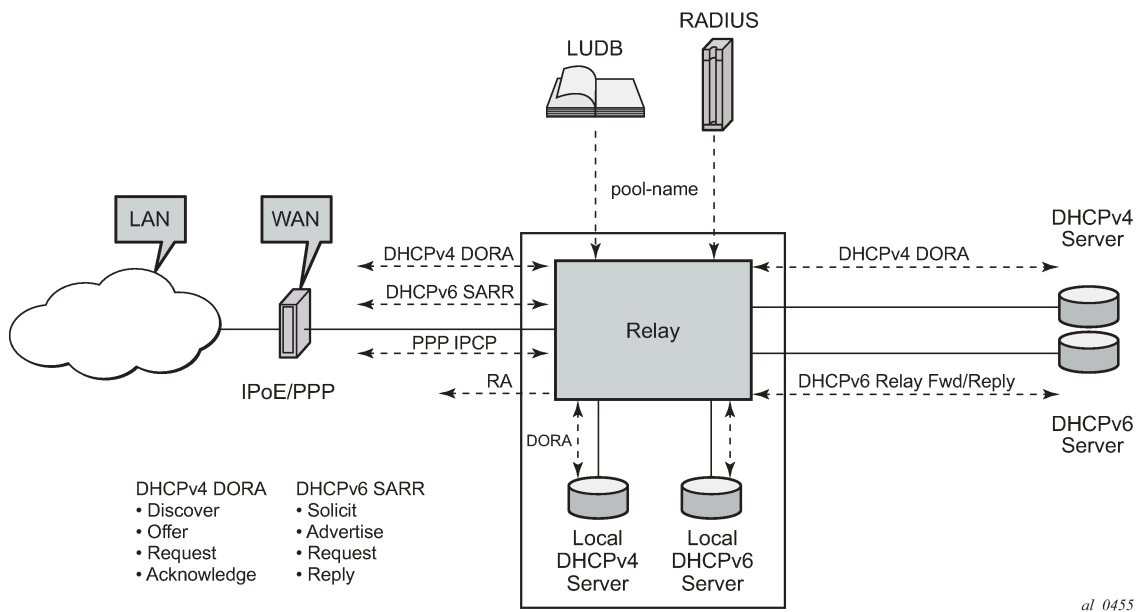 RADIUS
LUDB
pool-name
LAN
WAN
DHCPv4
Server
DHCPv4 DORA
DHCPv4 DORA
DHCPv6 SARR
Relay
PPP IPCP
IPoE/PPP
RA
DHCPv6 Relay Fwd/Reply
DHCPv6
Server
DORA
DHCPv4 DORA
• Discover
• Offer
• Request
• Acknowledge
DHCPv6 SARR
• Solicit
• Advertise
• Request
• Reply
Local
DHCPv4
Server
Local
DHCPv6
Server
al_0455